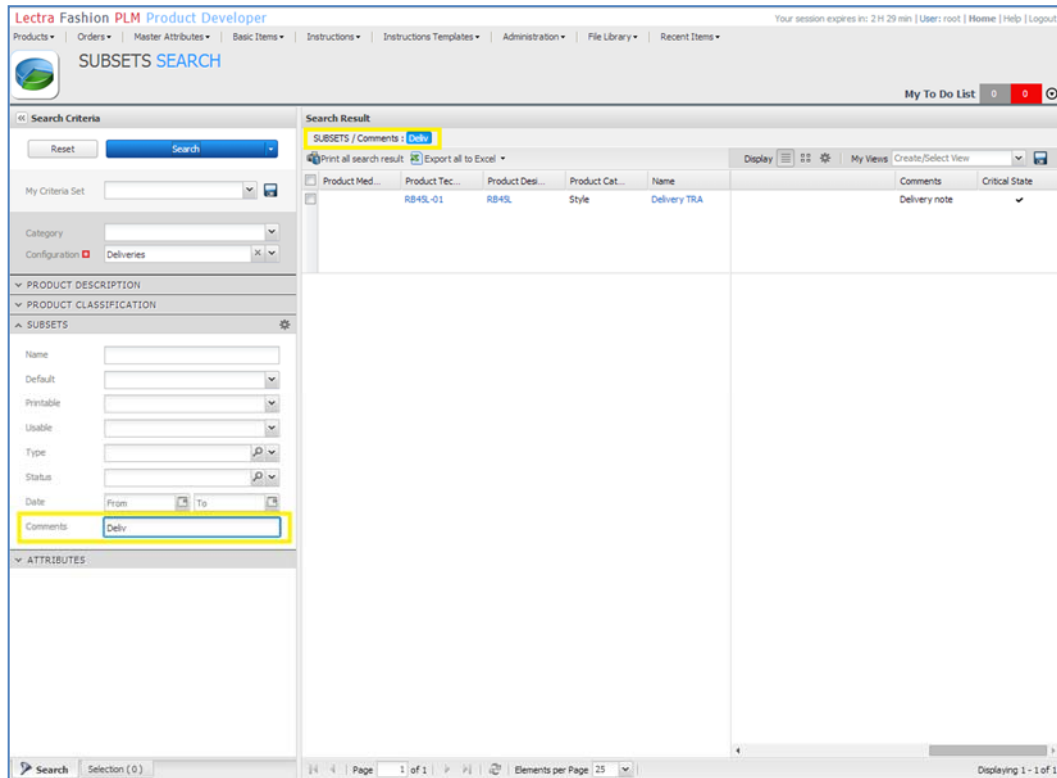 Lectra Fashion PLM Product Developer
Your session expires in: 2 H 29 min | User: root | Home | Help | Logout
Products | Orders | Master Attributes | Basic Items | Instructions | Instructions Templates | Administration | File Library | Recent Items
SUBSETS SEARCH
My To Do List 0 0
Search Criteria
Search Result
SUBSETS / Comments : Deliv
Reset Search
Print all search result Export all to Excel
Display My Views Create/Select View
Product Med... Product Tec... Product Desi... Product Cat... Name Comments Critical State
RB45L-01 RB45L Style Delivery TRA Delivery note
My Criteria Set
Category
Configuration Deliveries
PRODUCT DESCRIPTION
PRODUCT CLASSIFICATION
SUBSETS
Name
Default
Printable
Usable
Type
Status
Date From To
Comments Deliv
ATTRIBUTES
Search Selection ( 0 )
Page 1 of 1 Elements per Page 25
Displaying 1 - 1 of 1